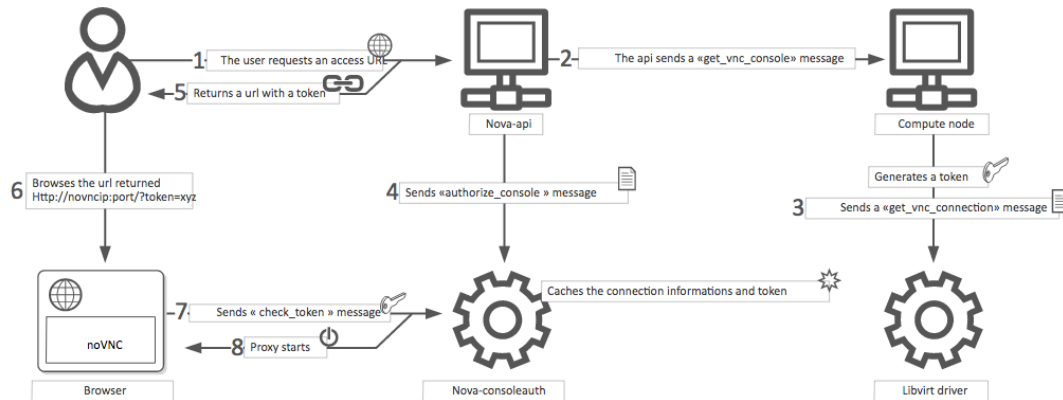 1 The user requests an access URL
2 The api sends a «get_vnc_console» message
5 Returns a url with a token
Nova-api
Compute node
6 Browses the url returned
Http://novncip:port/?token=xyz
4 Sends «authorize_console » message
Generates a token
3 Sends a «get_vnc_connection» message
Caches the connection informations and token
7 Sends « check_token » message
8 Proxy starts
noVNC
Browser
Nova-consoleauth
Libvirt driver